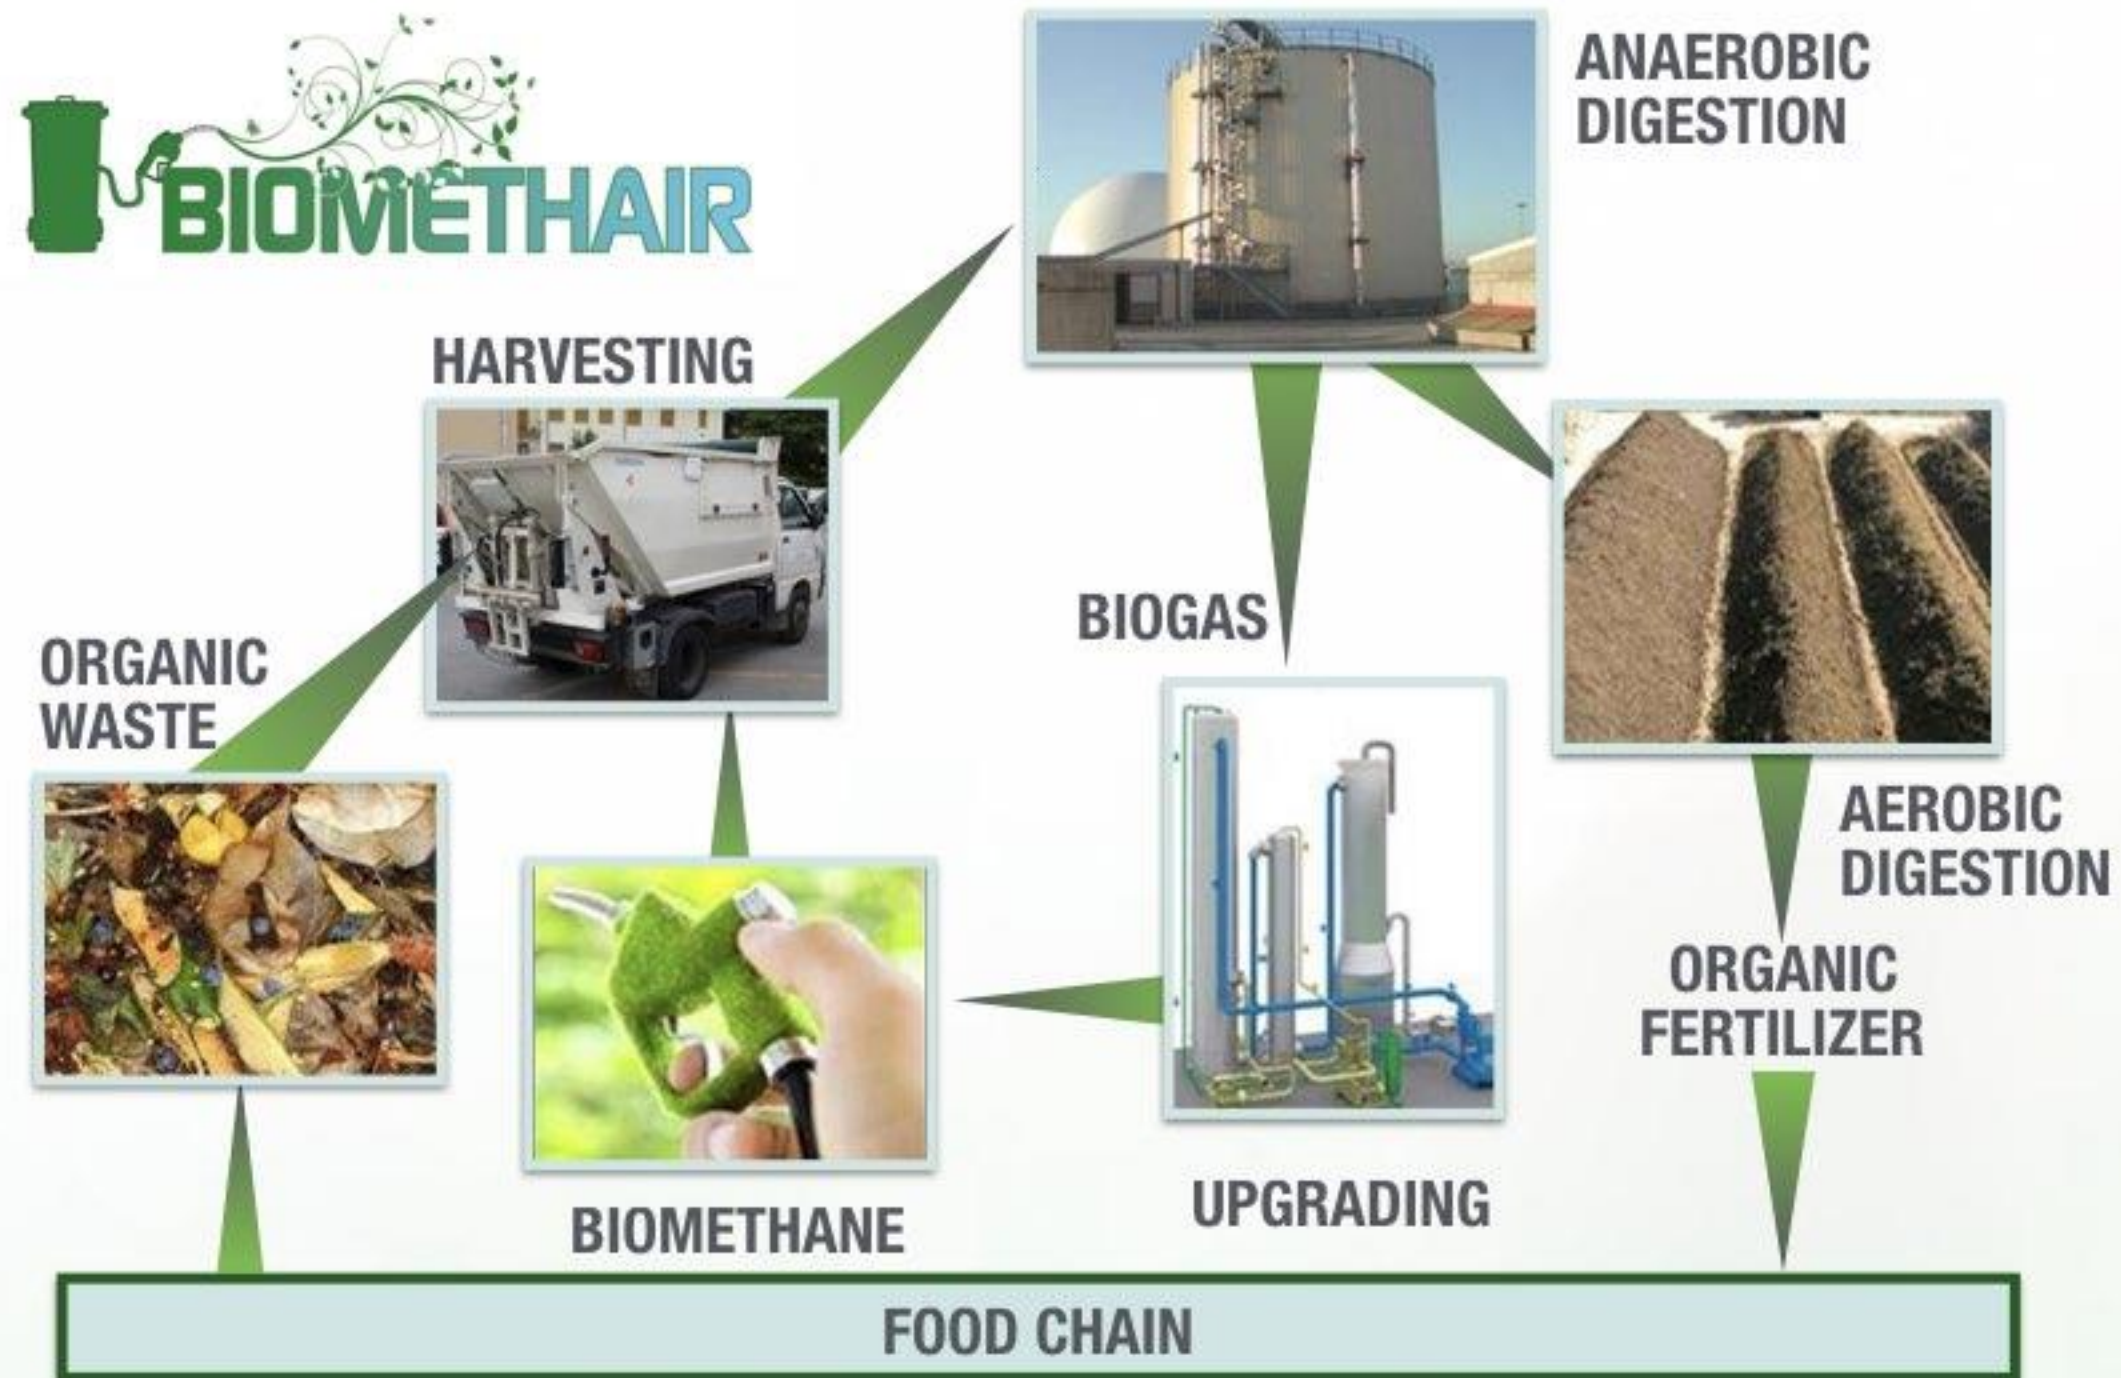 BIOMETHAIR
ANAEROBIC
DIGESTION
HARVESTING
BIOGAS
ORGANIC
WASTE
AEROBIC
DIGESTION
ORGANIC
FERTILIZER
UPGRADING
BIOMETHANE
FOOD CHAIN